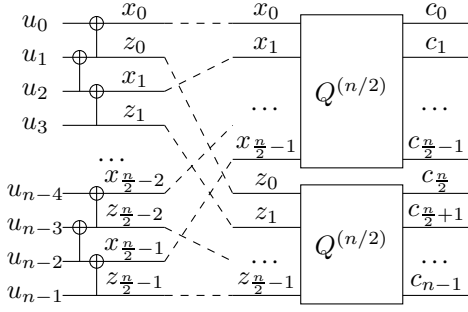 u_0 x_0 x_0 c_0
u_1 z_0 x_1 c_1
u_2 x_1 Q^{(n/2)}
u_3 z_1 ... ...
... x_{\frac{n}{2}-1} c_{\frac{n}{2}-1}
u_{n-4} x_{\frac{n}{2}-2} z_0 c_{\frac{n}{2}}
u_{n-3} z_{\frac{n}{2}-2} z_1 c_{\frac{n}{2}+1}
u_{n-2} x_{\frac{n}{2}-1} ... Q^{(n/2)} ...
u_{n-1} z_{\frac{n}{2}-1} z_{\frac{n}{2}-1} c_{n-1}